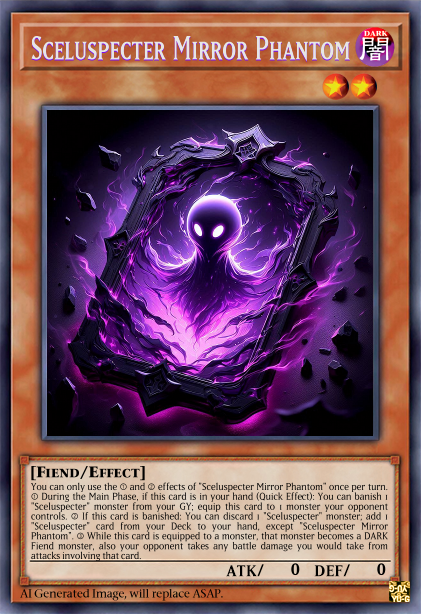 Sceluspecter Mirror Phantom
DARK
闇
[Fiend/Effect]
You can only use the ① and ② effects of "Sceluspecter Mirror Phantom" once per turn.
① During the Main Phase, if this card is in your hand (Quick Effect): You can banish 1
"Sceluspecter" monster from your GY; equip this card to 1 monster your opponent
controls. ② If this card is banished: You can discard 1 "Sceluspecter" monster; add 1
"Sceluspecter" card from your Deck to your hand, except "Sceluspecter Mirror
Phantom". ③ While this card is equipped to a monster, that monster becomes a DARK
Fiend monster, also your opponent takes any battle damage you would take from
attacks involving that card.
ATK/ 0 DEF/ 0
AI Generated Image, will replace ASAP.